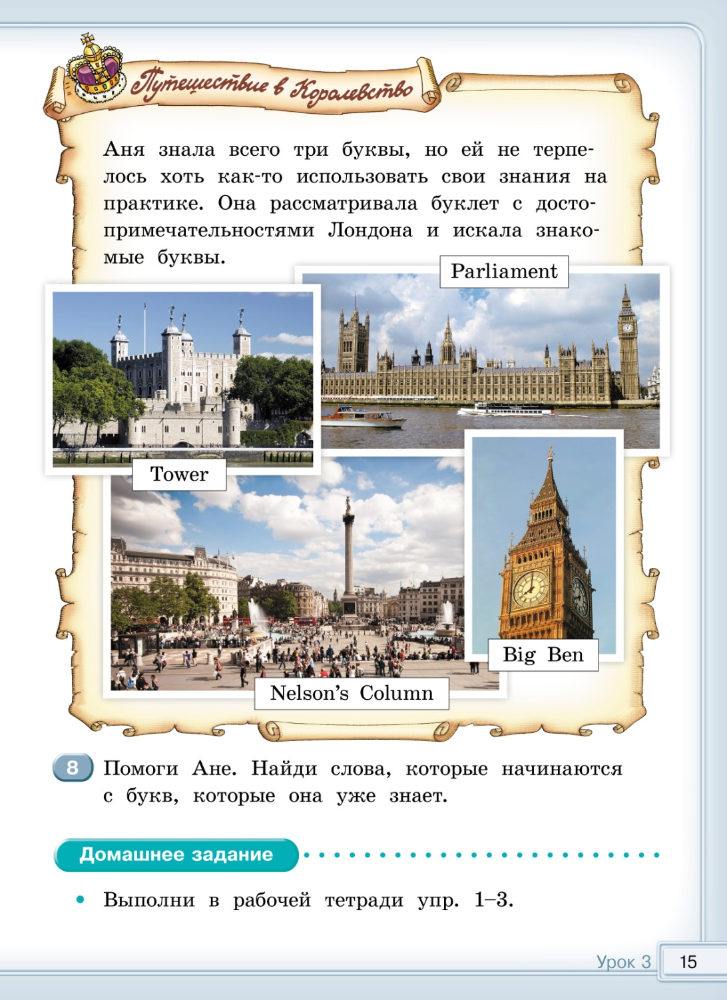 Путешествие в Королевство
Аня знала всего три буквы, но ей не терпе-
лось хоть как-то использовать свои знания на
практике. Она рассматривала буклет с досто-
примечательностями Лондона и искала знако-
мые буквы.
Parliament
Tower
Big Ben
Nelson’s Column
8 Помоги Ане. Найди слова, которые начинаются
с букв, которые она уже знает.
Домашнее задание
• Выполни в рабочей тетради упр. 1–3.
Урок 3 15